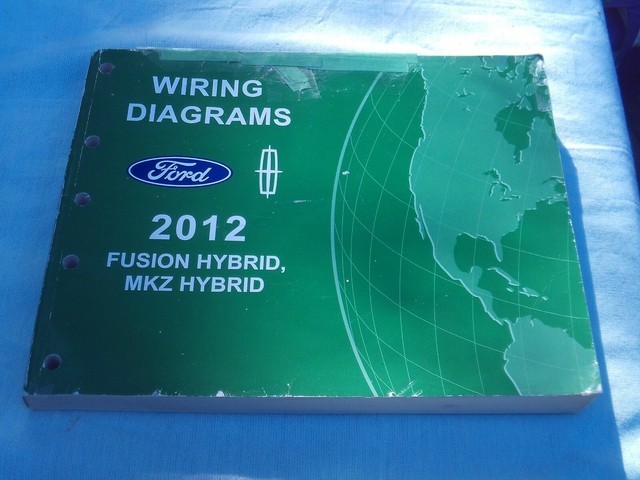 WIRING
DIAGRAMS
Ford
2012
FUSION HYBRID,
MKZ HYBRID